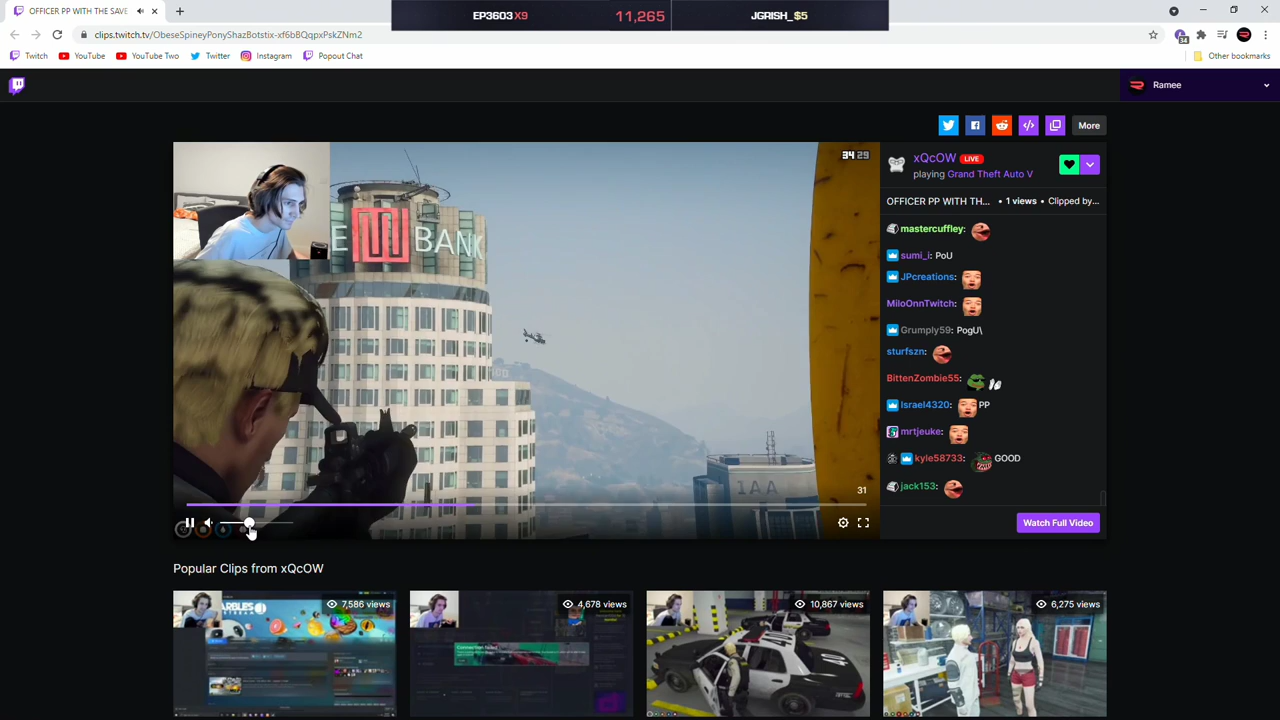 OFFICER PP WITH THE SAVE
EP3603X9
11,265
JGRISH_$5
clips.twitch.tv/ObeseSpineyPonyShazBotstix-xf6bBQqpxPskZNm2
34
Twitch
YouTube
YouTube Two
Twitter
Instagram
Popout Chat
Other bookmarks
Ramee
More
34 29
E BANK
IAA
31
xQcOW LIVE
playing Grand Theft Auto V
OFFICER PP WITH TH... • 1 views • Clipped by...
mastercuffley:
sumi_i: PoU
JPcreations:
MiloOnnTwitch:
Grumply59: PogU\
sturfszn:
BittenZombie55:
Israel4320: PP
mrtjeuke:
kyle58733: GOOD
jack153:
Watch Full Video
Popular Clips from xQcOW
7,586 views
4,678 views
10,867 views
6,275 views